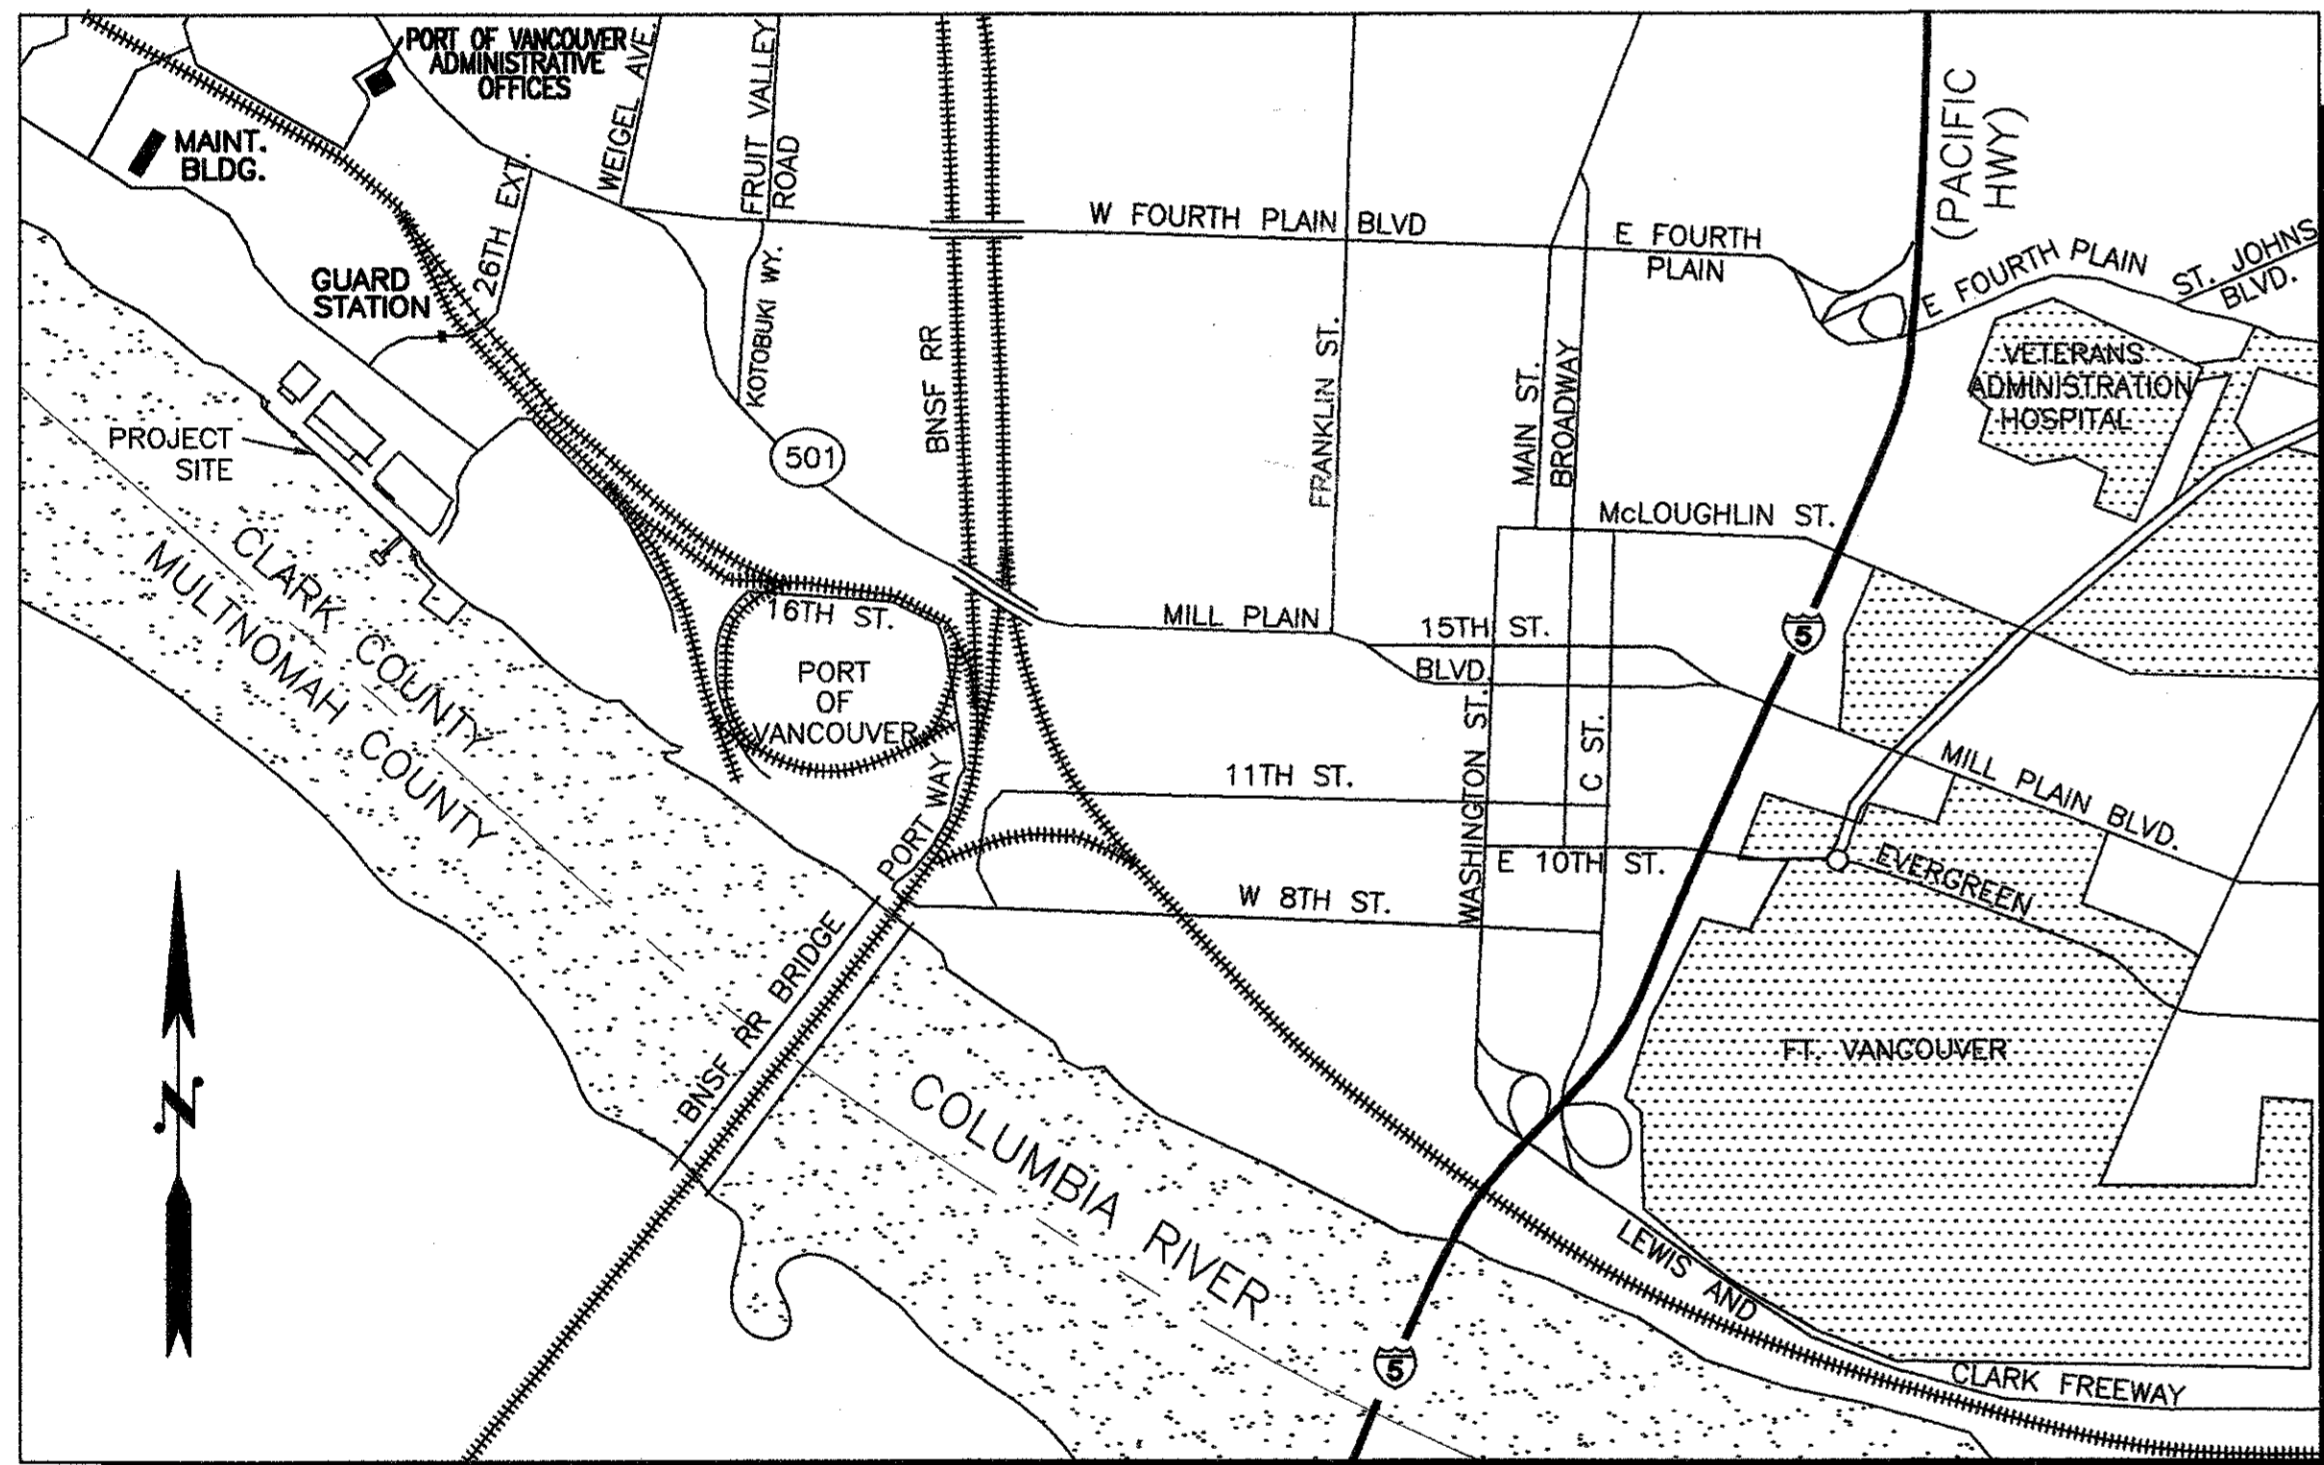 PORT OF VANCOUVER
ADMINISTRATIVE
OFFICES
WEIGEL AVE.
FRUIT VALLEY
ROAD
(PACIFIC
HWY)
MAINT.
BLDG.
26TH EXT.
W FOURTH PLAIN BLVD
E FOURTH
PLAIN
E FOURTH PLAIN
ST. JOHNS
BLVD.
GUARD
STATION
KOTOBUKI WY.
BNSF RR
FRANKLIN ST.
MAIN ST.
BROADWAY
VETERANS
ADMINISTRATION
HOSPITAL
PROJECT
SITE
501
McLOUGHLIN ST.
CLARK COUNTY
MULTNOMAH COUNTY
16TH ST.
MILL PLAIN
15TH ST.
BLVD.
5
PORT
OF
VANCOUVER
WASHINGTON ST.
C ST.
11TH ST.
MILL PLAIN BLVD.
PORT WAY
E 10TH ST.
EVERGREEN
W 8TH ST.
BNSF RR BRIDGE
N
FT. VANCOUVER
COLUMBIA RIVER
LEWIS AND
CLARK FREEWAY
5